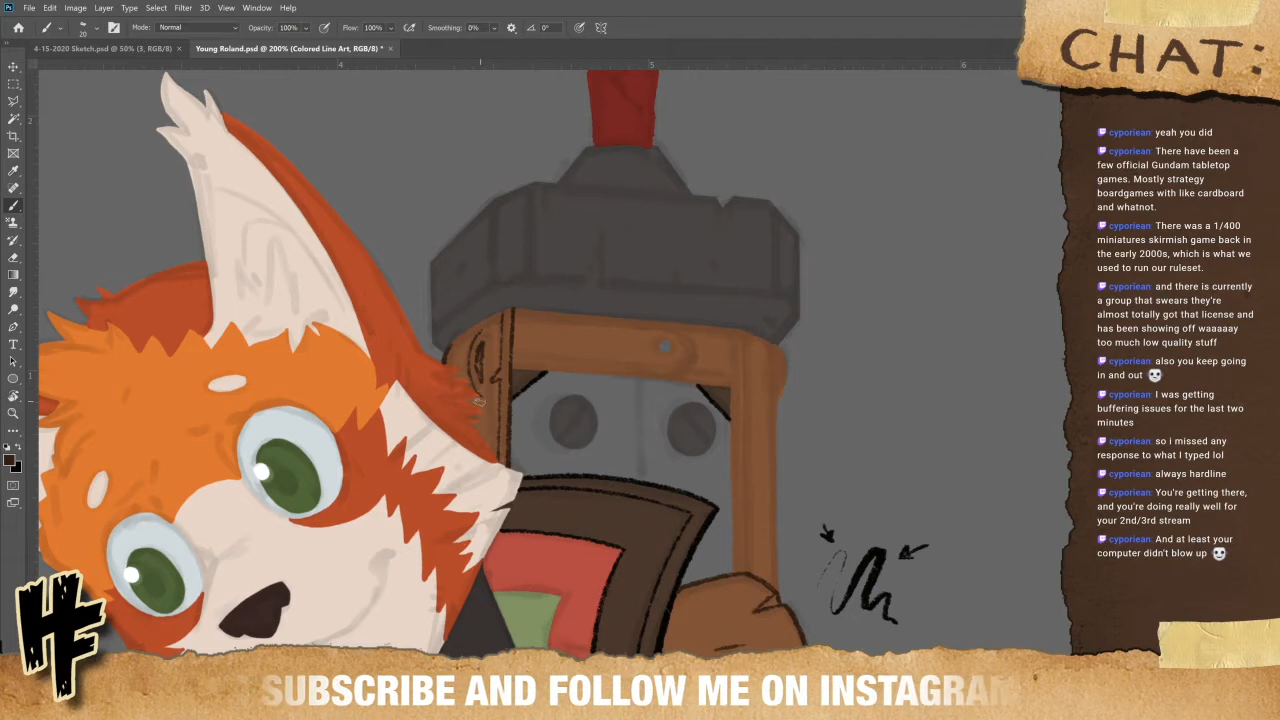 File Edit Image Layer Type Select Filter 3D View Window Help
20 Mode: Normal Opacity: 100% Flow: 100% Smoothing: 0% 0°
4-15-2020 Sketch.psd @ 50% (3, RGB/8) × Young Roland.psd @ 200% (Colored Line Art, RGB/8) * ×
4 5 6
2
1
CHAT:
cyporiean: yeah you did
cyporiean: There have been a
few official Gundam tabletop
games. Mostly strategy
boardgames with like cardboard
and whatnot.
cyporiean: There was a 1/400
miniatures skirmish game back in
the early 2000s, which is what we
used to run our ruleset.
cyporiean: and there is currently
a group that swears they're
almost totally got that license and
has been showing off waaaaay
too much low quality stuff
cyporiean: also you keep going
in and out
cyporiean: I was getting
buffering issues for the last two
minutes
cyporiean: so i missed any
response to what I typed lol
cyporiean: always hardline
cyporiean: You're getting there,
and you're doing really well for
your 2nd/3rd stream
cyporiean: And at least your
computer didn't blow up
HF
SUBSCRIBE AND FOLLOW ME ON INSTAGRAM